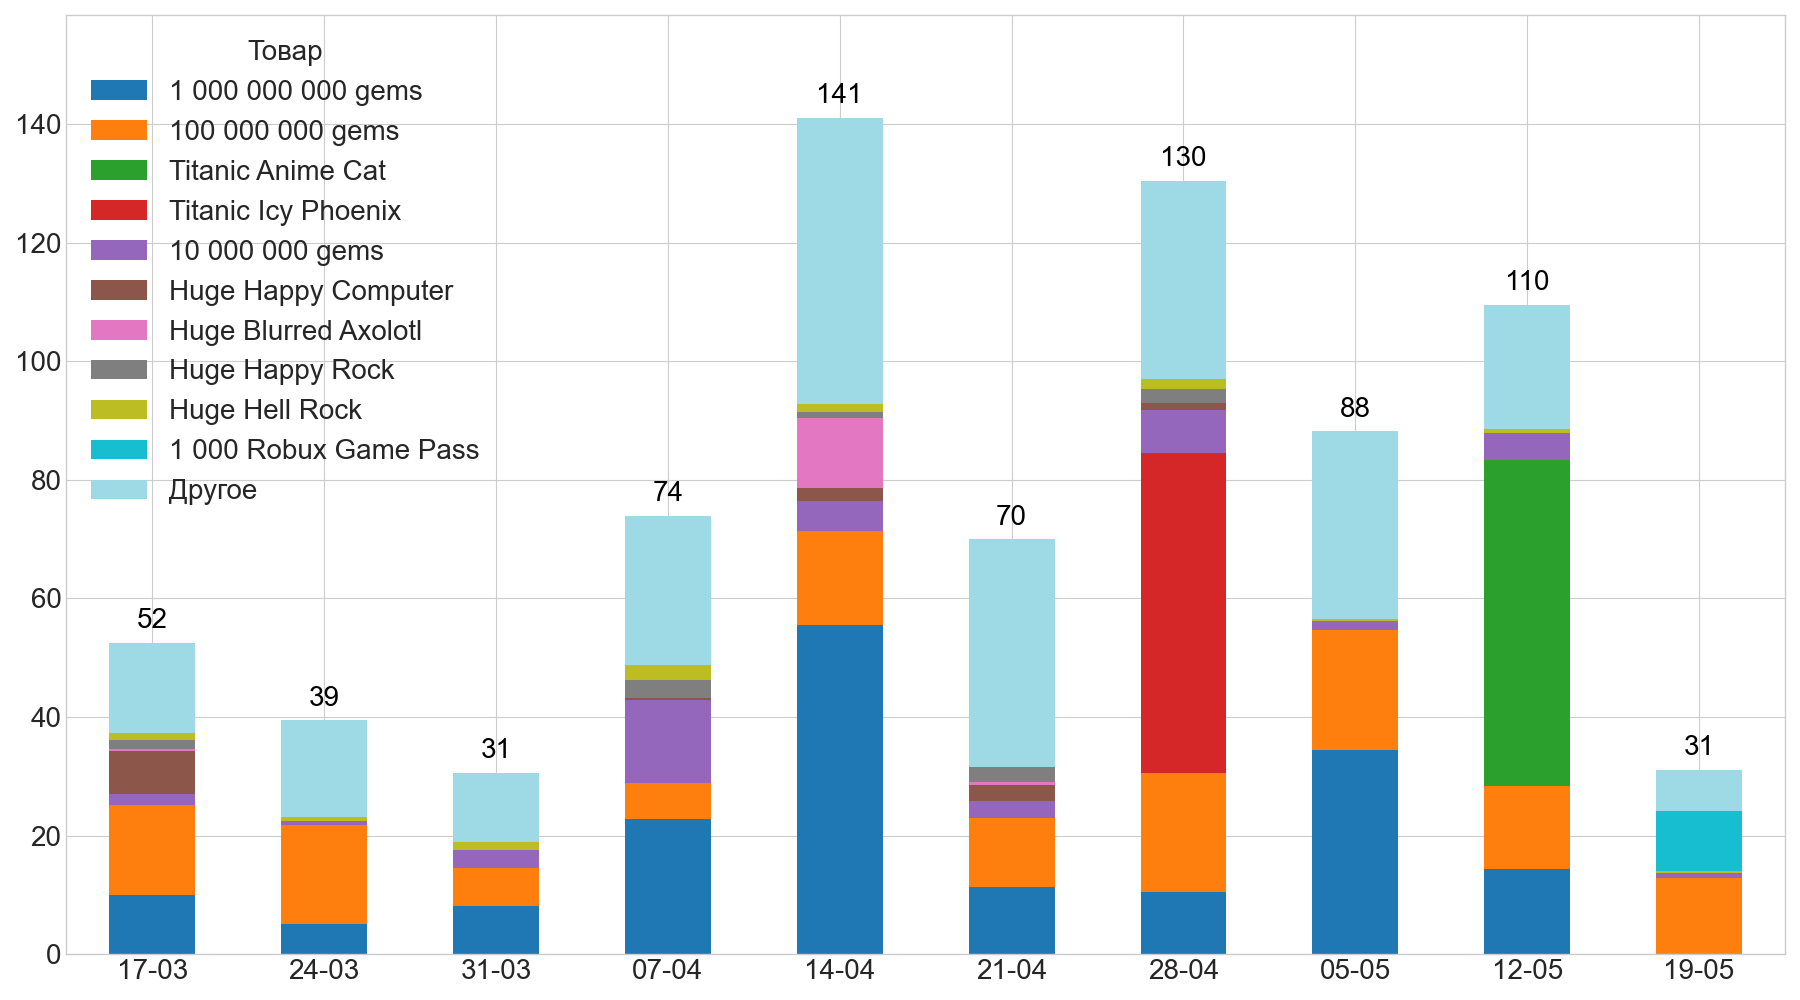 Товар
1 000 000 000 gems
100 000 000 gems
Titanic Anime Cat
Titanic Icy Phoenix
10 000 000 gems
Huge Happy Computer
Huge Blurred Axolotl
Huge Happy Rock
Huge Hell Rock
1 000 Robux Game Pass
Другое
140
120
100
80
60
40
20
0
52
39
31
74
141
70
130
88
110
31
17-03
24-03
31-03
07-04
14-04
21-04
28-04
05-05
12-05
19-05